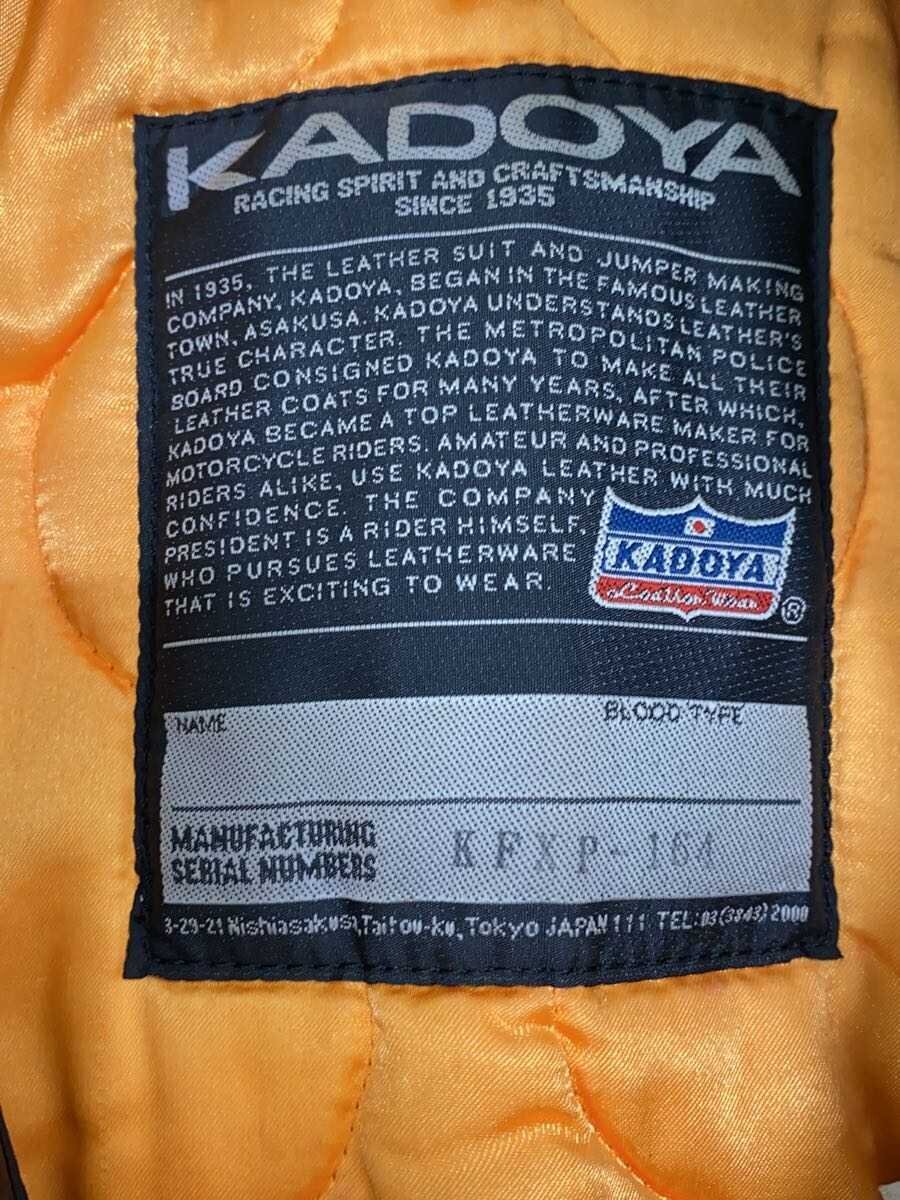 KADOYA
RACING SPIRIT AND CRAFTSMANSHIP
SINCE 1935
IN 1935, THE LEATHER SUIT AND JUMPER MAKING
COMPANY, KADOYA, BEGAN IN THE FAMOUS LEATHER
TOWN, ASAKUSA. KADOYA UNDERSTANDS LEATHER'S
TRUE CHARACTER. THE METROPOLITAN POLICE
BOARD CONSIGNED KADOYA TO MAKE ALL THEIR
LEATHER COATS FOR MANY YEARS, AFTER WHICH,
KADOYA BECAME A TOP LEATHERWARE MAKER FOR
MOTORCYCLE RIDERS. AMATEUR AND PROFESSIONAL
RIDERS ALIKE, USE KADOYA LEATHER WITH MUCH
CONFIDENCE. THE COMPANY
PRESIDENT IS A RIDER HIMSELF,
WHO PURSUES LEATHERWARE
THAT IS EXCITING TO WEAR
KADOYA
Leather Wear ®
NAME BLOOD TYPE
MANUFACTURING
SERIAL NUMBERS KFXP-164
3-29-21 Nishiasakusa, Taitou-ku, Tokyo JAPAN 111 TEL:03(3843)2000